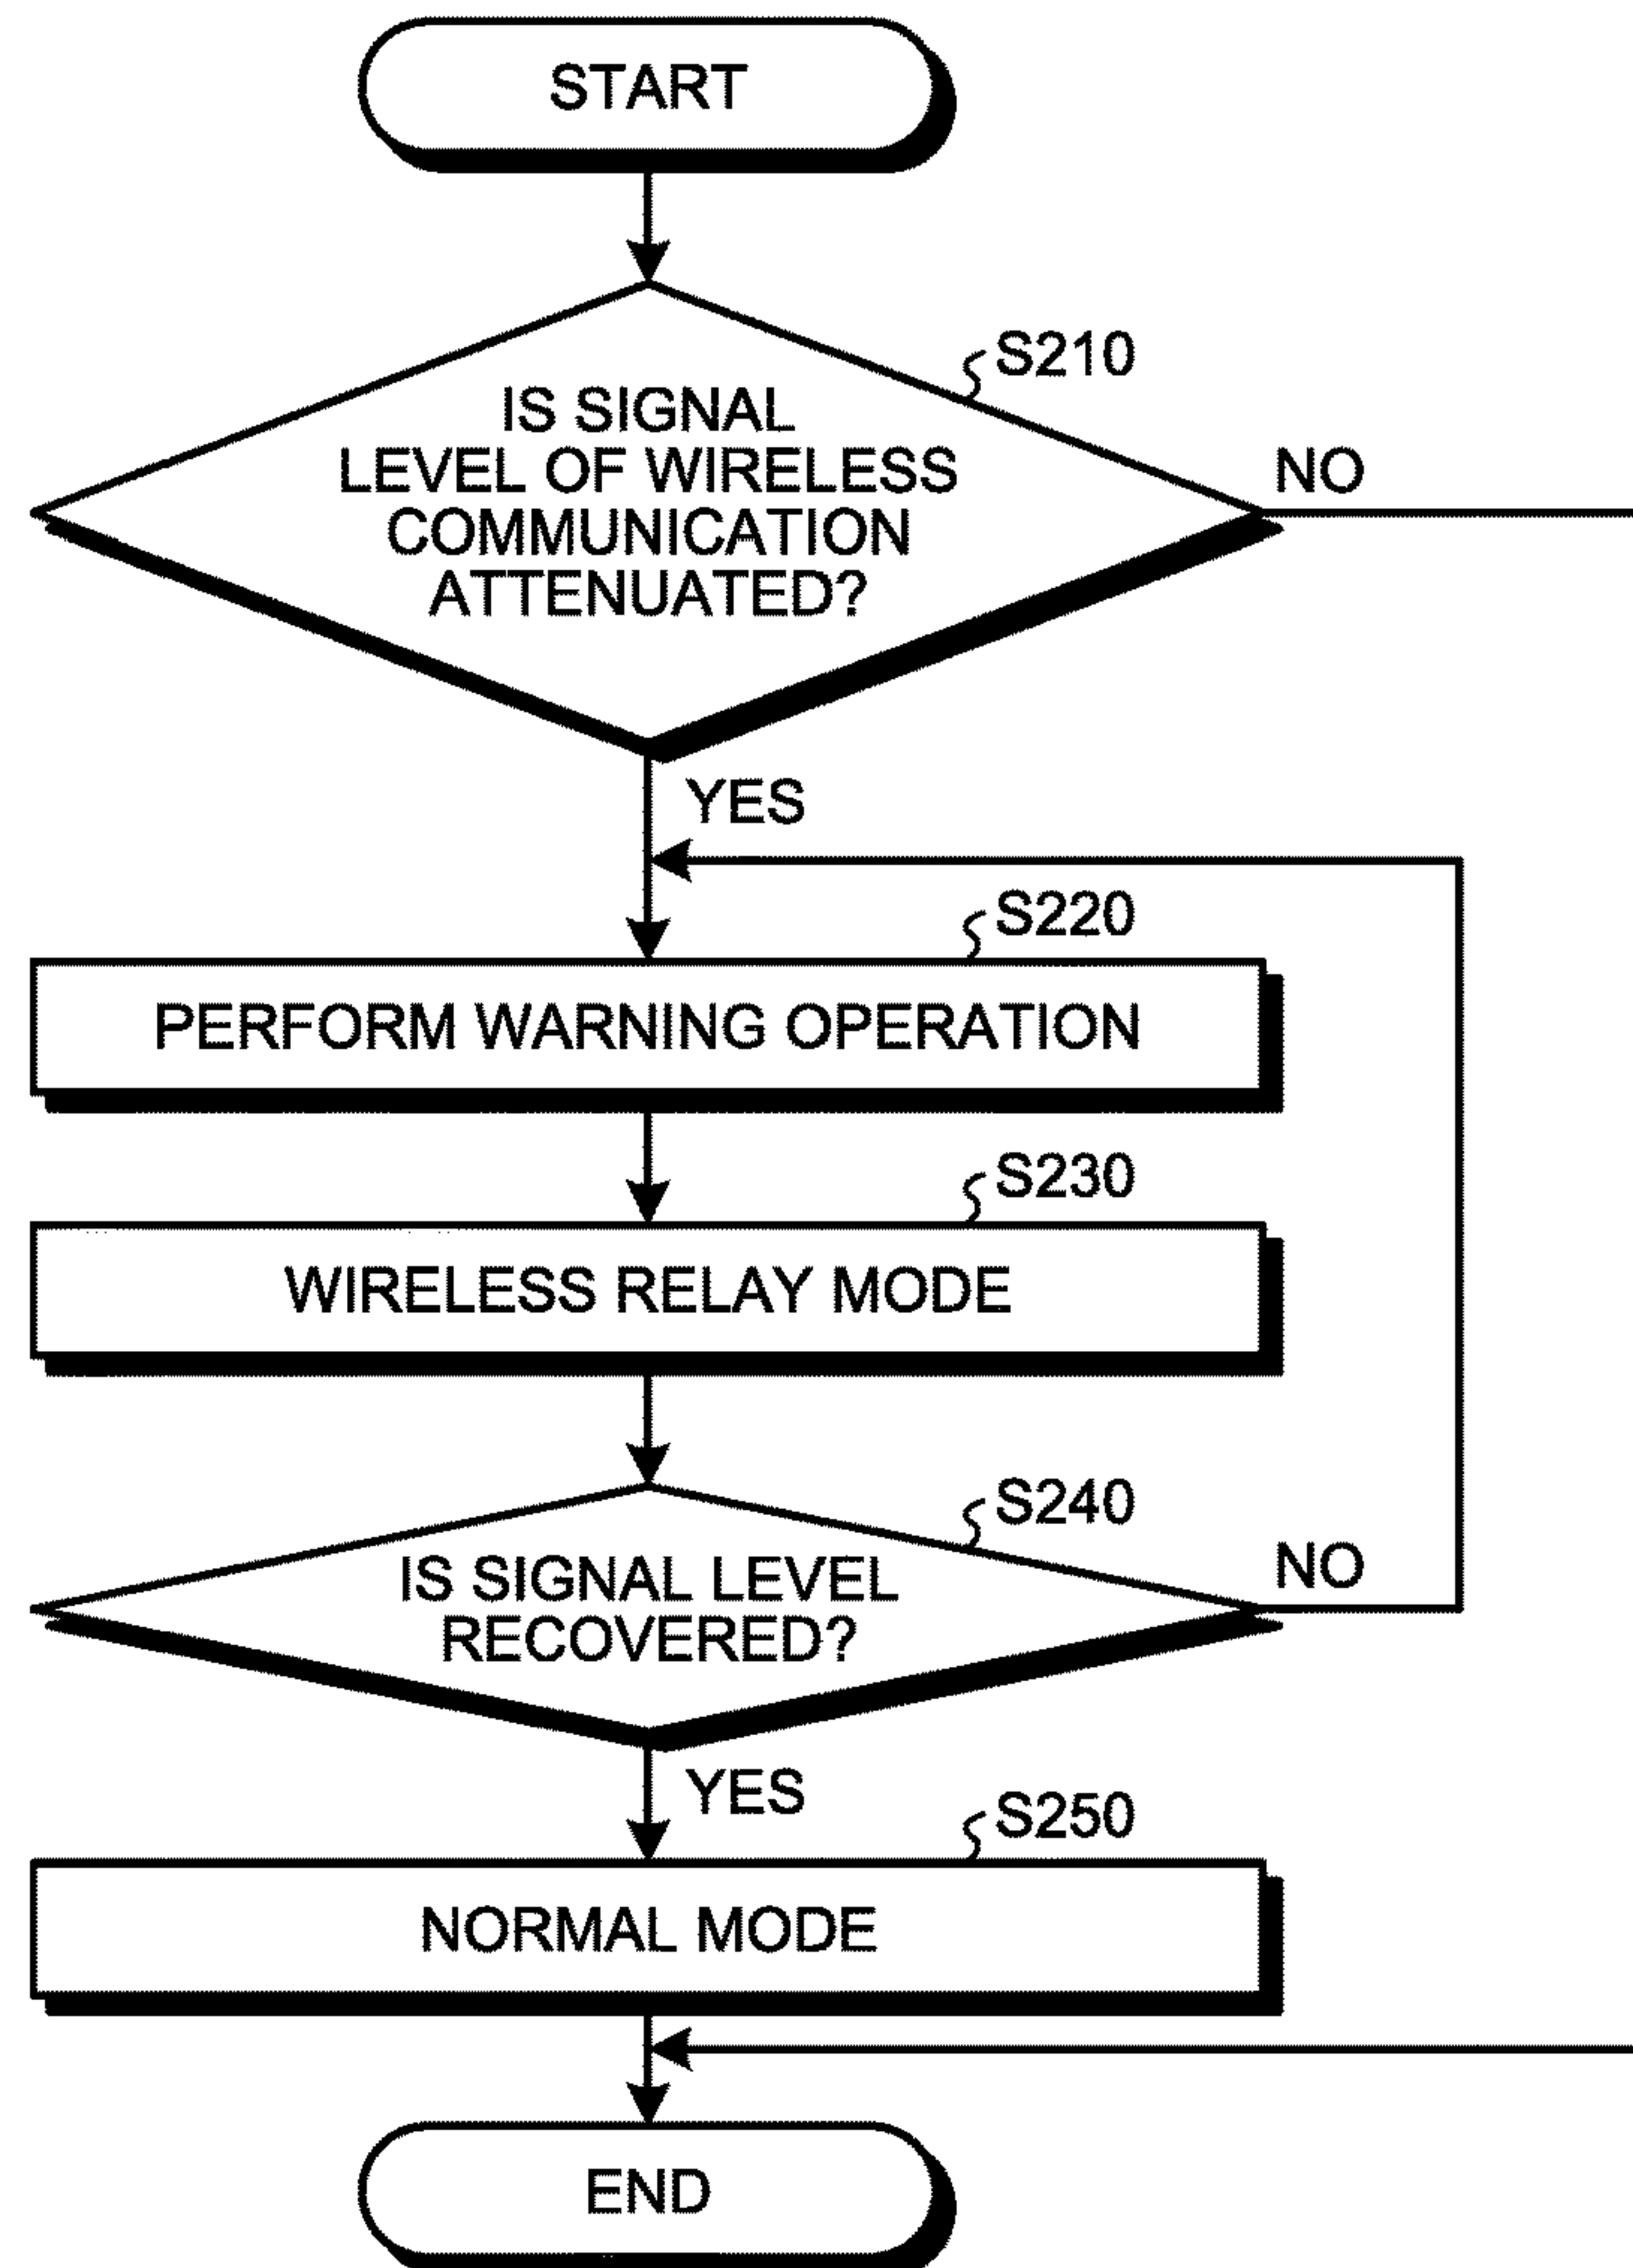 START
S210
IS SIGNAL
LEVEL OF WIRELESS
COMMUNICATION
ATTENUATED?
NO
YES
S220
PERFORM WARNING OPERATION
S230
WIRELESS RELAY MODE
S240
IS SIGNAL LEVEL
RECOVERED?
NO
YES
S250
NORMAL MODE
END